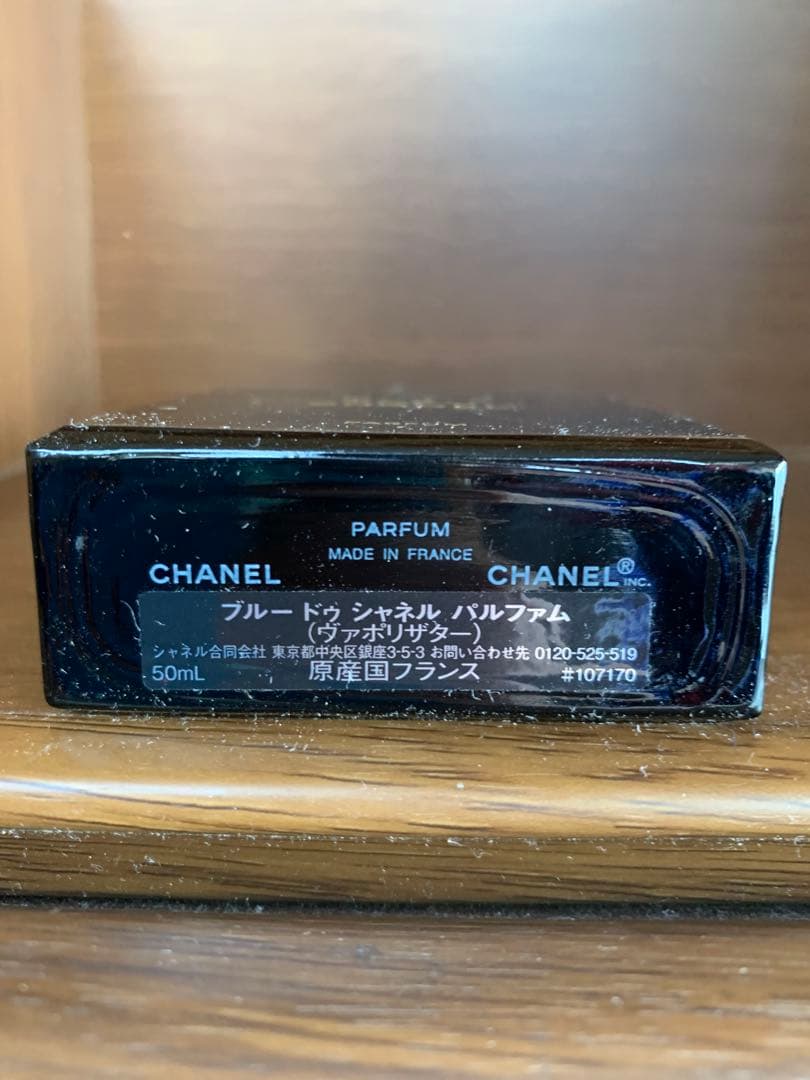 PARFUM
MADE IN FRANCE
CHANEL CHANEL® INC.
ブルー ドゥ シャネル パルファム
(ヴァポリザター)
シャネル合同会社 東京都中央区銀座3-5-3 お問い合わせ先 0120-525-519
50mL 原産国フランス #107170